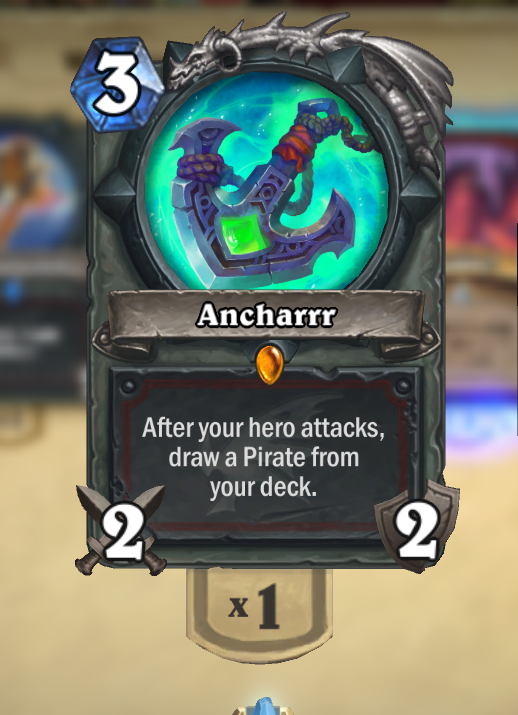 3
Ancharrr
After your hero attacks,
draw a Pirate from
your deck.
2
2
x1